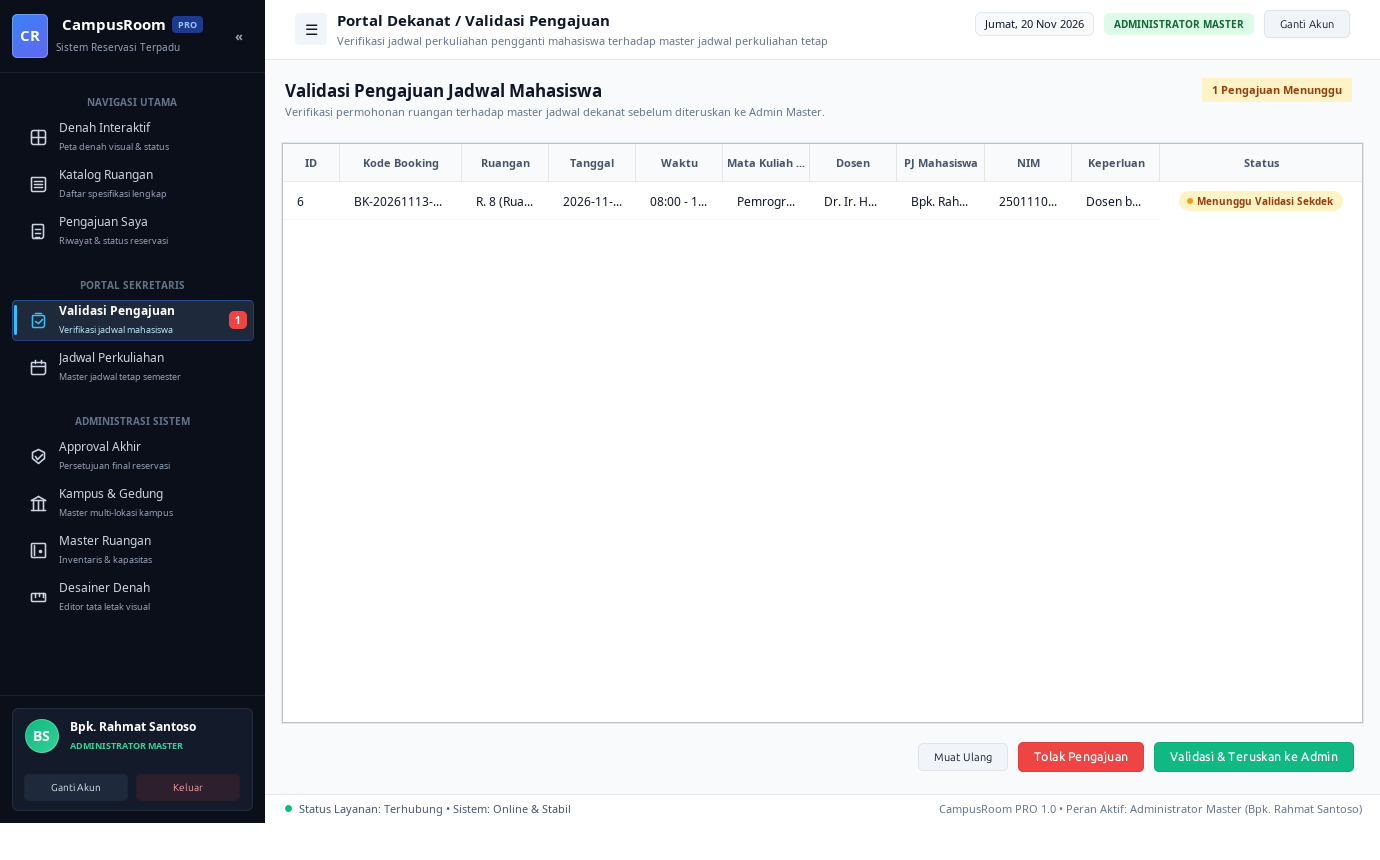 CR
CampusRoom PRO
Sistem Reservasi Terpadu
«
NAVIGASI UTAMA
Denah Interaktif
Peta denah visual & status
Katalog Ruangan
Daftar spesifikasi lengkap
Pengajuan Saya
Riwayat & status reservasi
PORTAL SEKRETARIS
Validasi Pengajuan
Verifikasi jadwal mahasiswa
1
Jadwal Perkuliahan
Master jadwal tetap semester
ADMINISTRASI SISTEM
Approval Akhir
Persetujuan final reservasi
Kampus & Gedung
Master multi-lokasi kampus
Master Ruangan
Inventaris & kapasitas
Desainer Denah
Editor tata letak visual
BS
Bpk. Rahmat Santoso
ADMINISTRATOR MASTER
Ganti Akun Keluar
☰
Portal Dekanat / Validasi Pengajuan
Verifikasi jadwal perkuliahan pengganti mahasiswa terhadap master jadwal perkuliahan tetap
Jumat, 20 Nov 2026 ADMINISTRATOR MASTER Ganti Akun
Validasi Pengajuan Jadwal Mahasiswa
Verifikasi permohonan ruangan terhadap master jadwal dekanat sebelum diteruskan ke Admin Master.
1 Pengajuan Menunggu
ID Kode Booking Ruangan Tanggal Waktu Mata Kuliah ... Dosen PJ Mahasiswa NIM Keperluan Status
6 BK-20261113-... R. 8 (Rua... 2026-11-... 08:00 - 1... Pemrogr... Dr. Ir. H... Bpk. Rah... 2501110... Dosen b... Menunggu Validasi Sekdek
Muat Ulang Tolak Pengajuan Validasi & Teruskan ke Admin
Status Layanan: Terhubung • Sistem: Online & Stabil
CampusRoom PRO 1.0 • Peran Aktif: Administrator Master (Bpk. Rahmat Santoso)